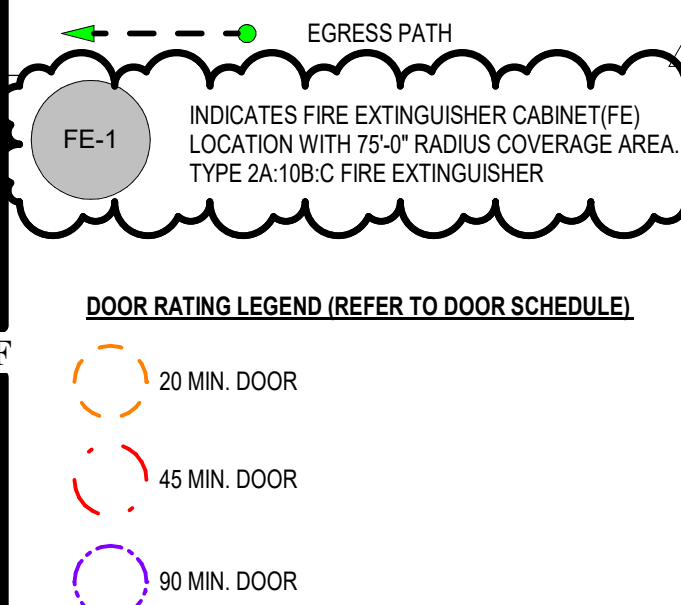 EGRESS PATH
FE-1
INDICATES FIRE EXTINGUISHER CABINET(FE)
LOCATION WITH 75'-0" RADIUS COVERAGE AREA.
TYPE 2A:10B:C FIRE EXTINGUISHER
DOOR RATING LEGEND (REFER TO DOOR SCHEDULE)
F
20 MIN. DOOR
45 MIN. DOOR
90 MIN. DOOR